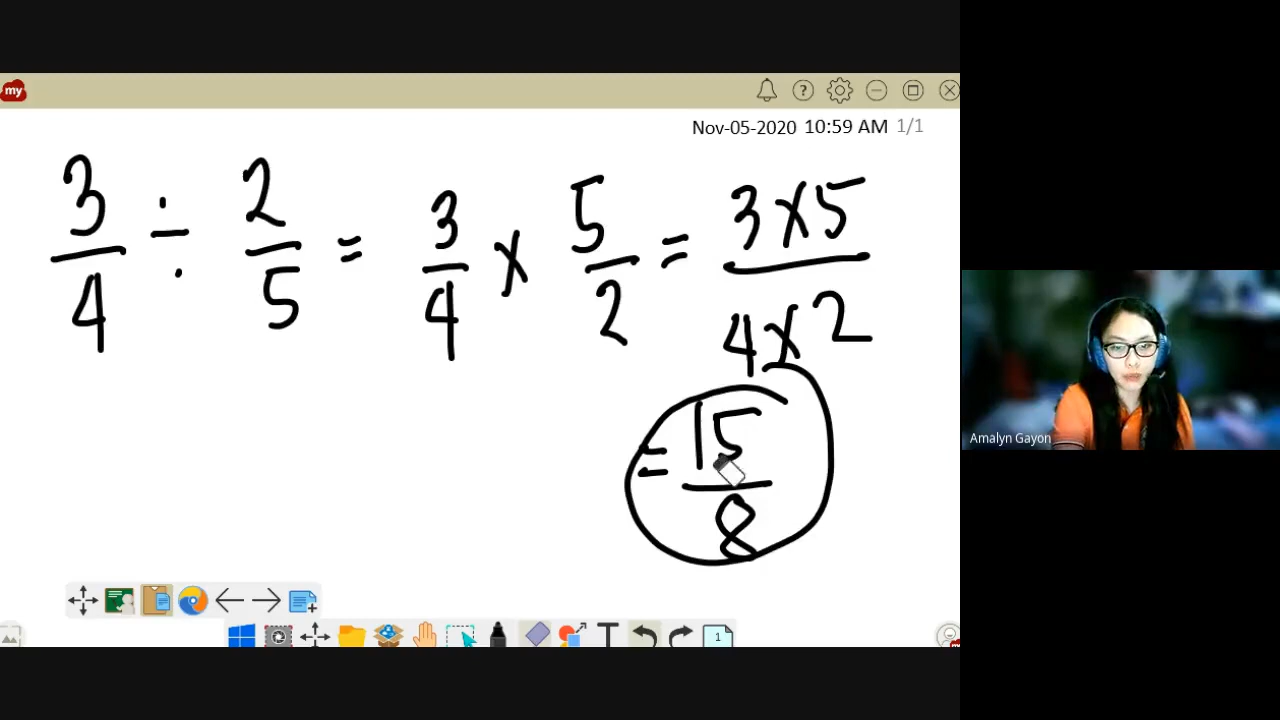 my
Nov-05-2020 10:59 AM 1/1
3/4 ÷ 2/5 = 3/4 x 5/2 = 3x5/4x2
= 15/8
Amalyn Gayon
1